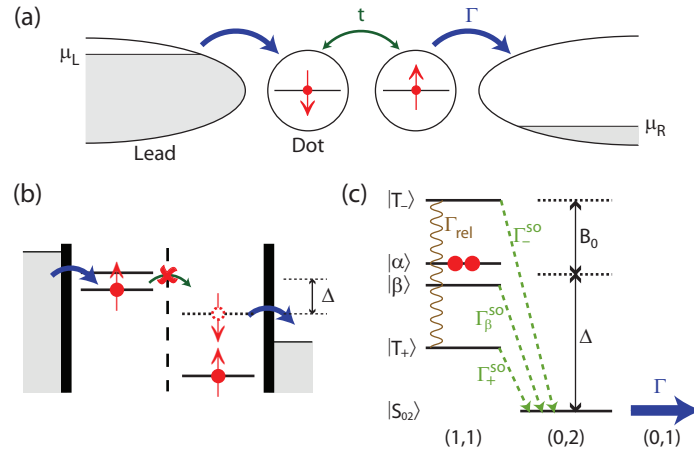 (a)
t
Γ
μL
μR
Lead
Dot
(b)
Δ
(c)
|T₋⟩
Γrel
Γ₋ˢᵒ
B₀
|α⟩
|β⟩
Γᵦˢᵒ
Δ
|T₊⟩
Γ₊ˢᵒ
Γ
|S₀₂⟩
(1,1) (0,2) (0,1)